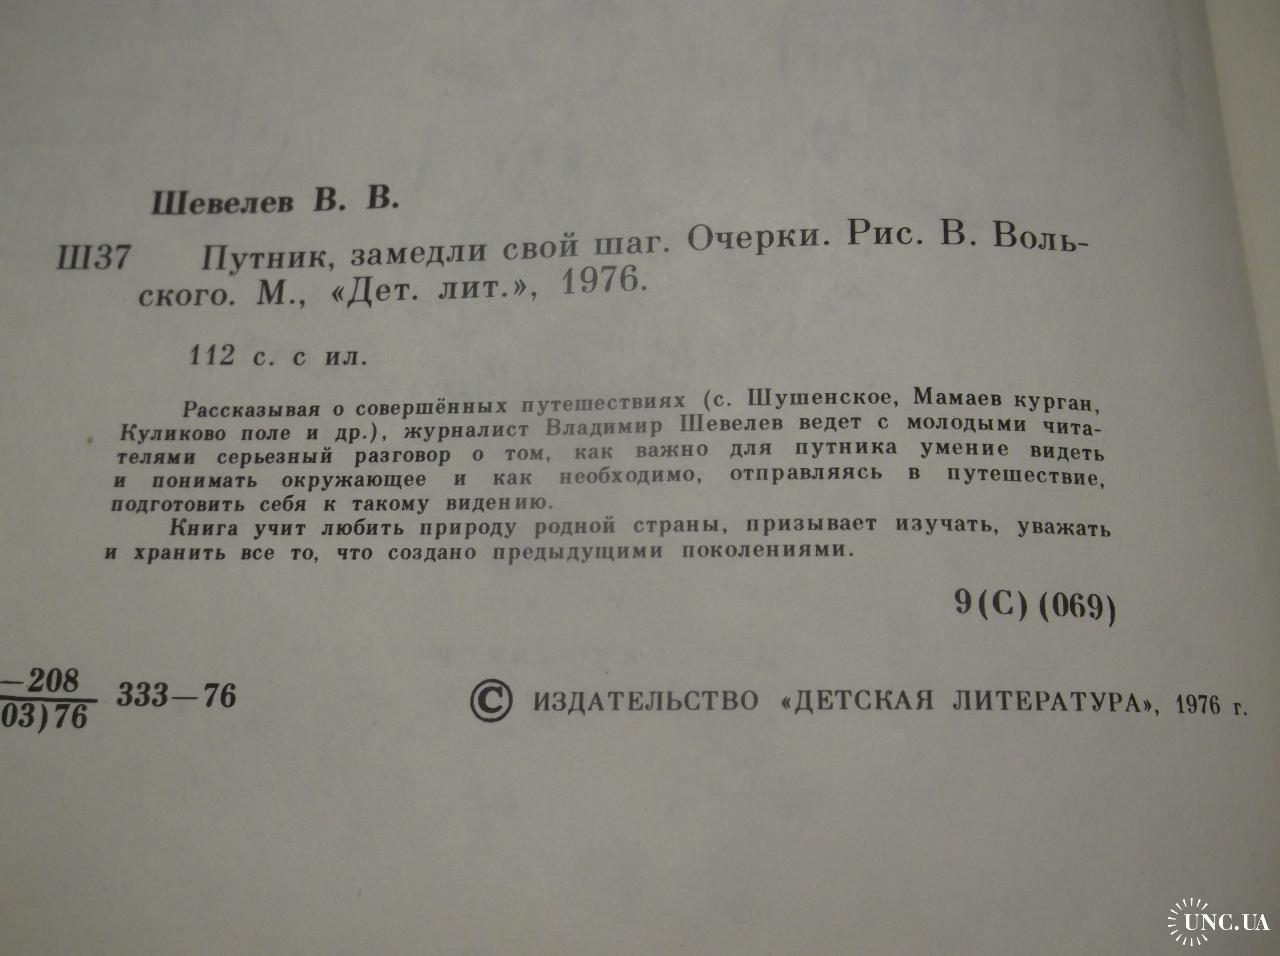 Шевелев В. В.
Ш37 Путник, замедли свой шаг. Очерки. Рис. В. Воль-
ского. М., «Дет. лит.», 1976.
112 с. с ил.
Рассказывая о совершённых путешествиях (с. Шушенское, Мамаев курган,
Куликово поле и др.), журналист Владимир Шевелев ведет с молодыми чита-
телями серьезный разговор о том, как важно для путника умение видеть
и понимать окружающее и как необходимо, отправляясь в путешествие,
подготовить себя к такому видению.
Книга учит любить природу родной страны, призывает изучать, уважать
и хранить все то, что создано предыдущими поколениями.
9(С) (069)
—208
03)76 333—76
© ИЗДАТЕЛЬСТВО «ДЕТСКАЯ ЛИТЕРАТУРА», 1976 г.
UNC.UA